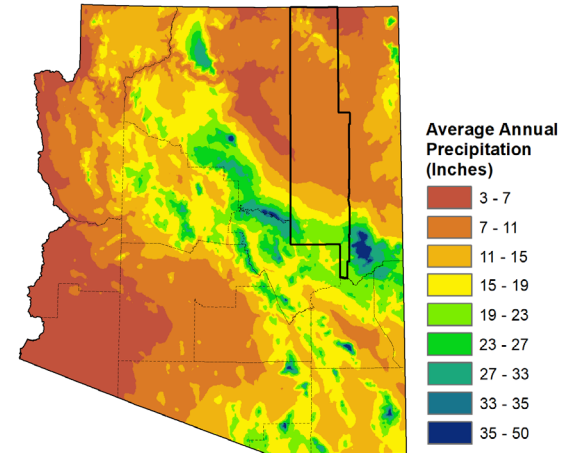 Average Annual
Precipitation
(Inches)
3 - 7
7 - 11
11 - 15
15 - 19
19 - 23
23 - 27
27 - 33
33 - 35
35 - 50